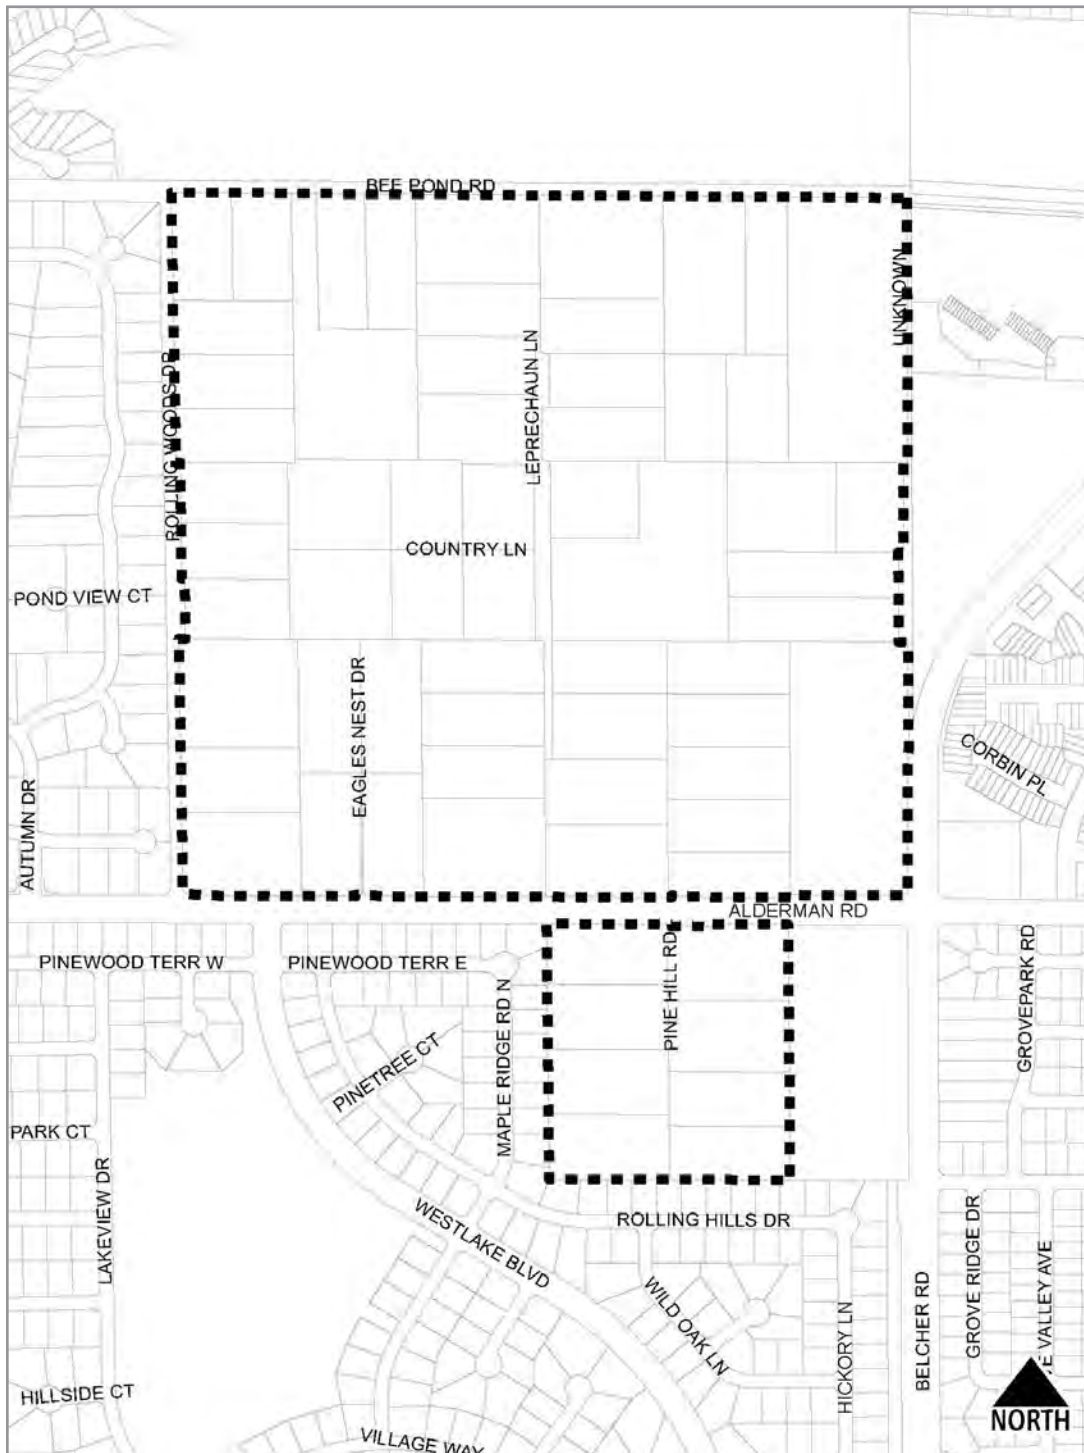 BEE POND RD
UNKNOWN
LEPRECHAUN LN
ROLLING WOODS DR
COUNTRY LN
POND VIEW CT
EAGLES NEST DR
CORBIN PL
AUTUMN DR
ALDERMAN RD
PINEWOOD TERR W
PINEWOOD TERR E
PINE HILL RD
GROVEPARK RD
MAPLE RIDGE RD N
PINETREE CT
PARK CT
LAKEVIEW DR
WESTLAKE BLVD
ROLLING HILLS DR
WILD OAK LN
HICKORY LN
BELCHER RD
GROVE RIDGE DR
E VALLEY AVE
HILLSIDE CT
VILLAGE WAY
NORTH